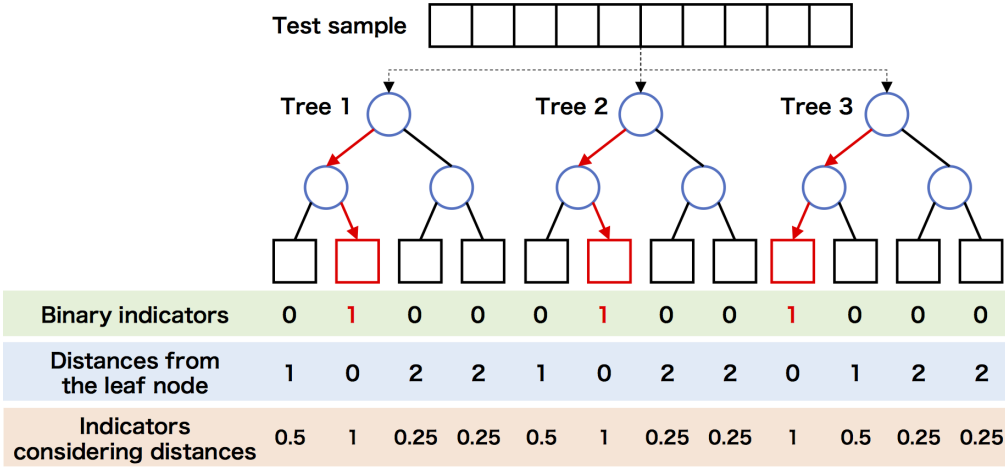 Test sample
Tree 1 Tree 2 Tree 3
Binary indicators 0 1 0 0 0 1 0 0 1 0 0 0
Distances from
the leaf node 1 0 2 2 1 0 2 2 0 1 2 2
Indicators
considering distances 0.5 1 0.25 0.25 0.5 1 0.25 0.25 1 0.5 0.25 0.25